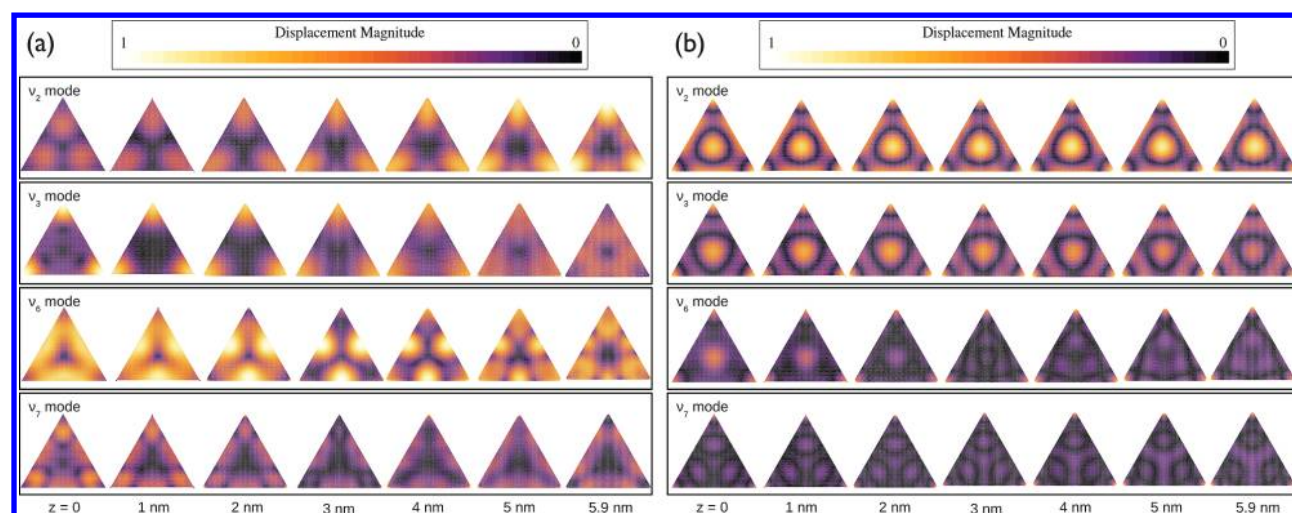 (a)
Displacement Magnitude
1 0
ν2 mode
ν3 mode
ν6 mode
ν7 mode
z = 0 1 nm 2 nm 3 nm 4 nm 5 nm 5.9 nm
(b)
Displacement Magnitude
1 0
ν2 mode
ν3 mode
ν6 mode
ν7 mode
z = 0 1 nm 2 nm 3 nm 4 nm 5 nm 5.9 nm